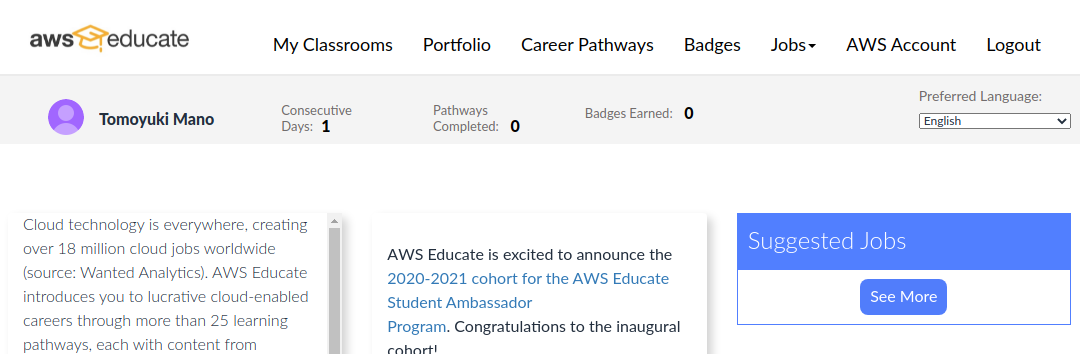 aws educate
My Classrooms Portfolio Career Pathways Badges Jobs AWS Account Logout
Tomoyuki Mano
Consecutive
Days: 1
Pathways
Completed: 0
Badges Earned: 0
Preferred Language:
English
Cloud technology is everywhere, creating
over 18 million cloud jobs worldwide
(source: Wanted Analytics). AWS Educate
introduces you to lucrative cloud-enabled
careers through more than 25 learning
pathways, each with content from
AWS Educate is excited to announce the
2020-2021 cohort for the AWS Educate
Student Ambassador
Program. Congratulations to the inaugural
cohort!
Suggested Jobs
See More